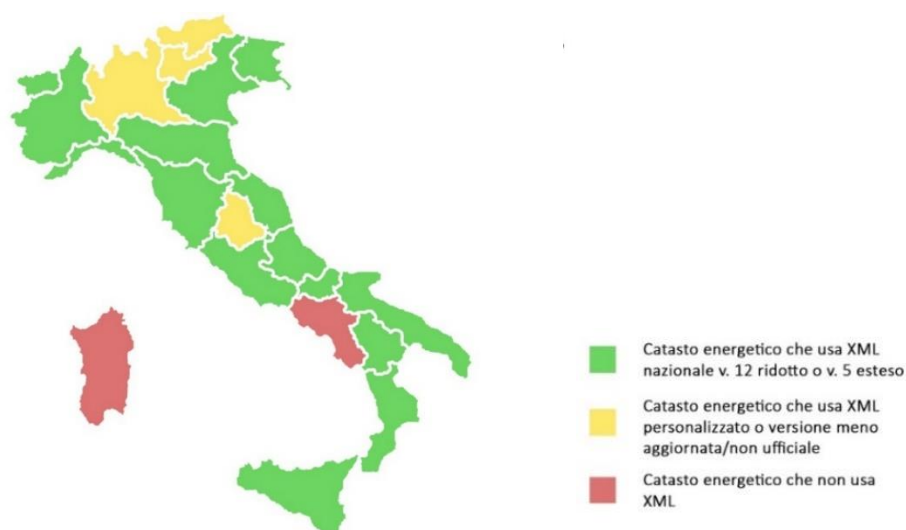 Catasto energetico che usa XML
nazionale v. 12 ridotto o v. 5 esteso
Catasto energetico che usa XML
personalizzato o versione meno
aggiornata/non ufficiale
Catasto energetico che non usa
XML